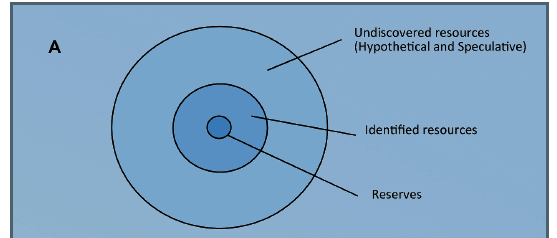 A
Undiscovered resources
(Hypothetical and Speculative)
Identified resources
Reserves